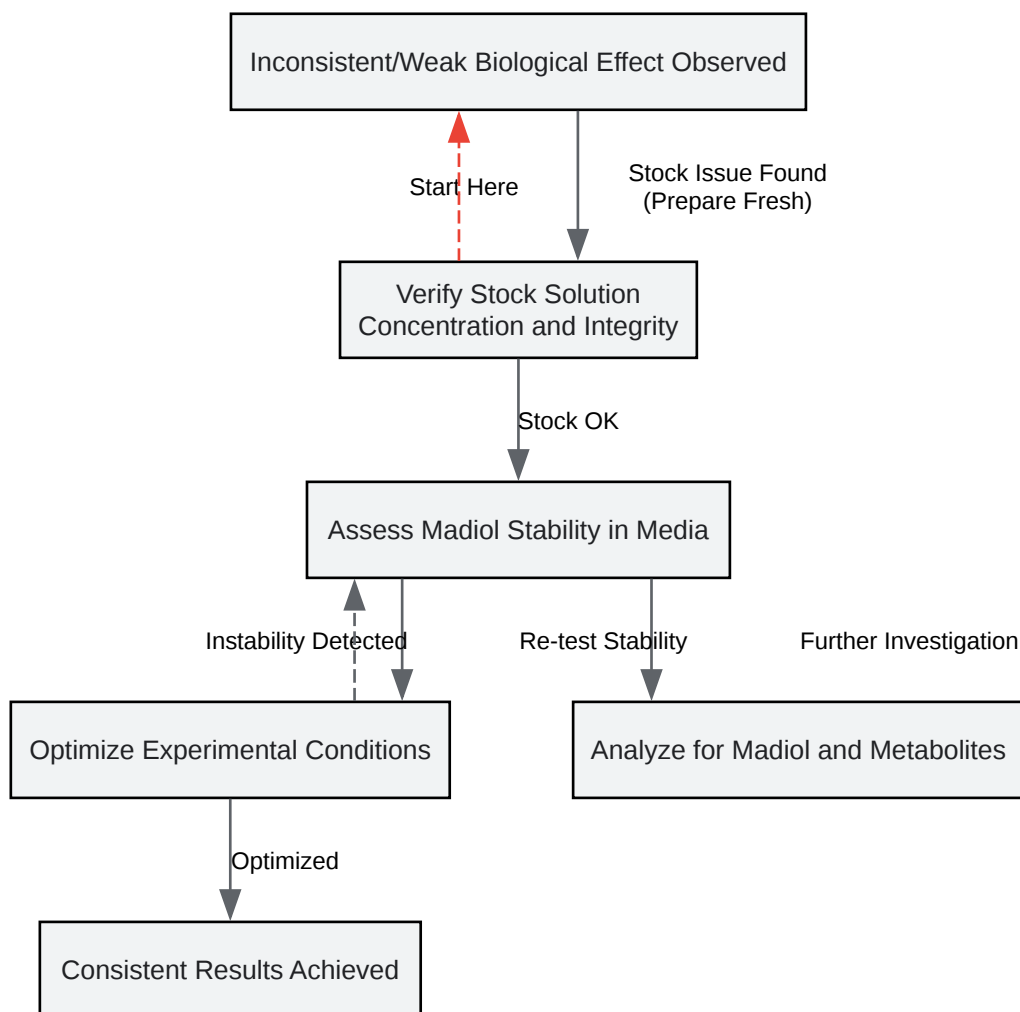 Inconsistent/Weak Biological Effect Observed
Start Here
Stock Issue Found
(Prepare Fresh)
Verify Stock Solution
Concentration and Integrity
Stock OK
Assess Madiol Stability in Media
Instability Detected
Re-test Stability
Further Investigation
Optimize Experimental Conditions
Analyze for Madiol and Metabolites
Optimized
Consistent Results Achieved